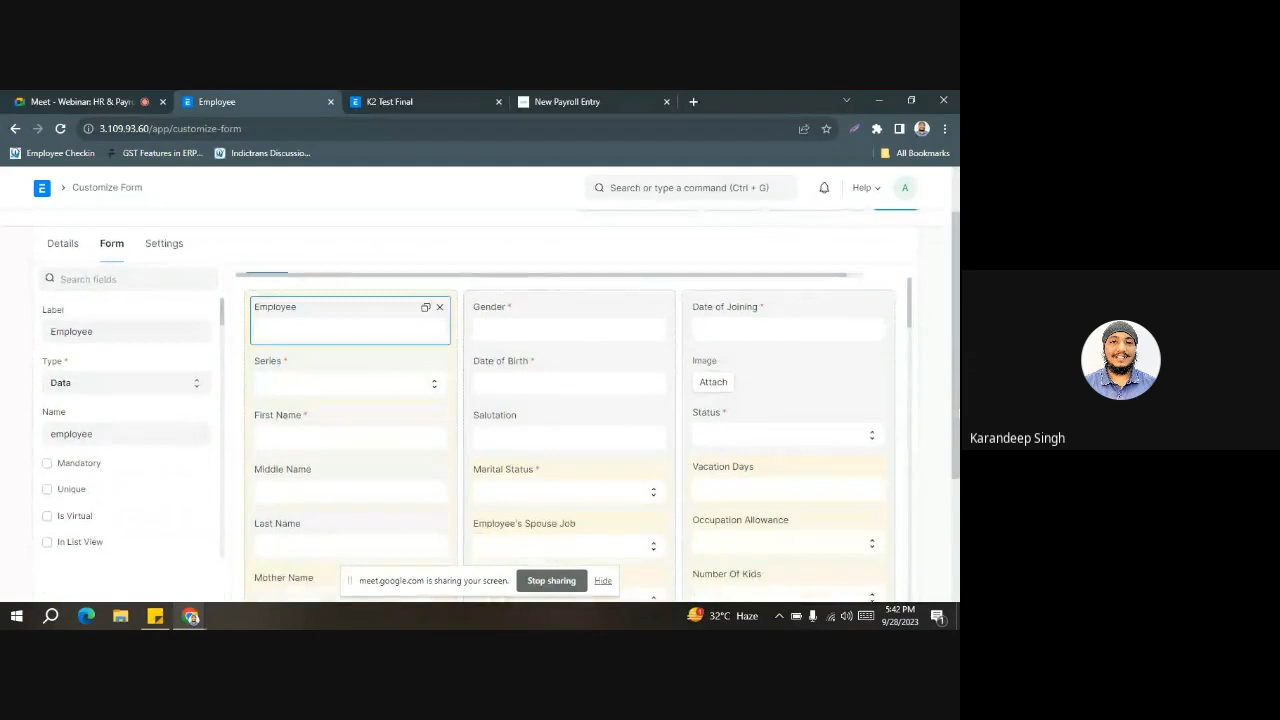 Meet - Webinar: HR & Payr
Employee
K2 Test Final
New Payroll Entry
3.109.93.60/app/customize-form
Employee Checkin
GST Features in ERP...
Indictrans Discussio...
All Bookmarks
E
Customize Form
Search or type a command (Ctrl + G)
Help
A
Details
Form
Settings
Search fields
Label
Employee
Type *
Data
Name
employee
Mandatory
Unique
Is Virtual
In List View
Employee
Series *
First Name *
Middle Name
Last Name
Mother Name
Gender *
Date of Birth *
Salutation
Marital Status *
Employee's Spouse Job
Date of Joining *
Image
Attach
Status *
Vacation Days
Occupation Allowance
Number Of Kids
meet.google.com is sharing your screen.
Stop sharing
Hide
32°C Haze
5:42 PM
9/28/2023
1
Karandeep Singh